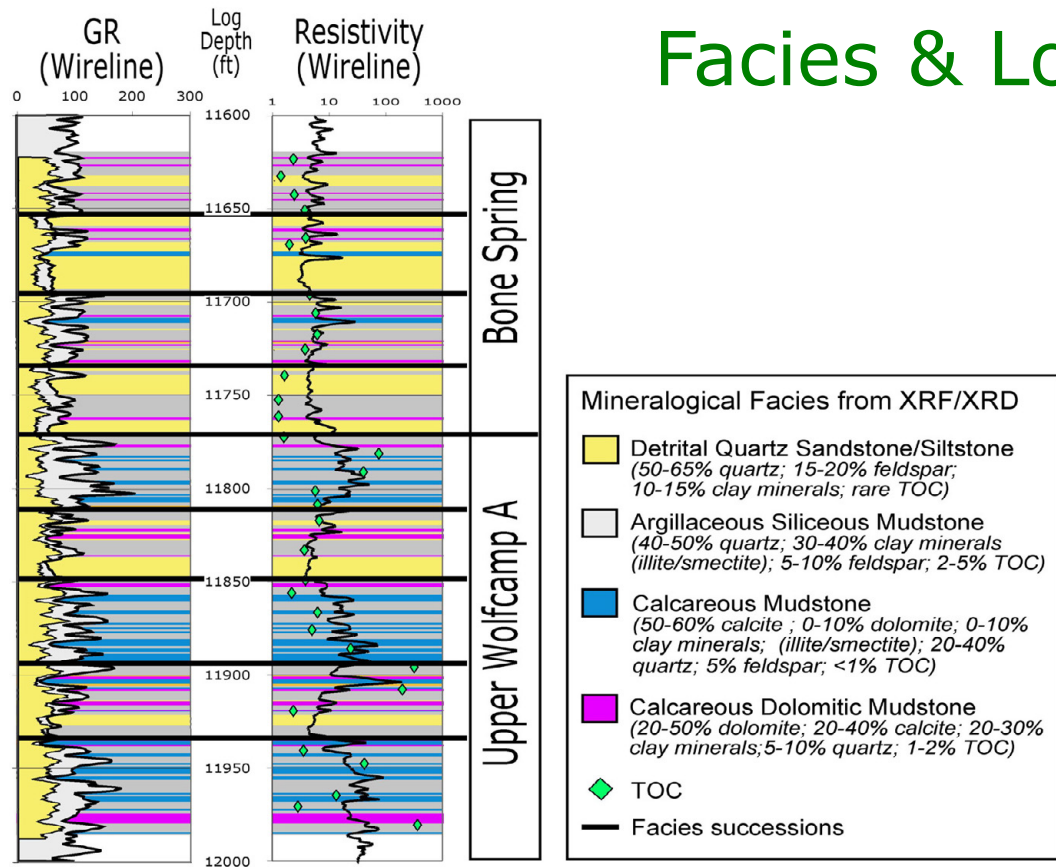 Facies & Lo
GR
(Wireline)
Log
Depth
(ft)
Resistivity
(Wireline)
0 100 200 300
1 10 100 1000
11600
11650
11700
11750
11800
11850
11900
11950
12000
Bone Spring
Upper Wolfcamp A
Mineralogical Facies from XRF/XRD
Detrital Quartz Sandstone/Siltstone
(50-65% quartz; 15-20% feldspar;
10-15% clay minerals; rare TOC)
Argillaceous Siliceous Mudstone
(40-50% quartz; 30-40% clay minerals
(illite/smectite); 5-10% feldspar; 2-5% TOC)
Calcareous Mudstone
(50-60% calcite ; 0-10% dolomite; 0-10%
clay minerals; (illite/smectite); 20-40%
quartz; 5% feldspar; <1% TOC)
Calcareous Dolomitic Mudstone
(20-50% dolomite; 20-40% calcite; 20-30%
clay minerals;5-10% quartz; 1-2% TOC)
TOC
Facies successions